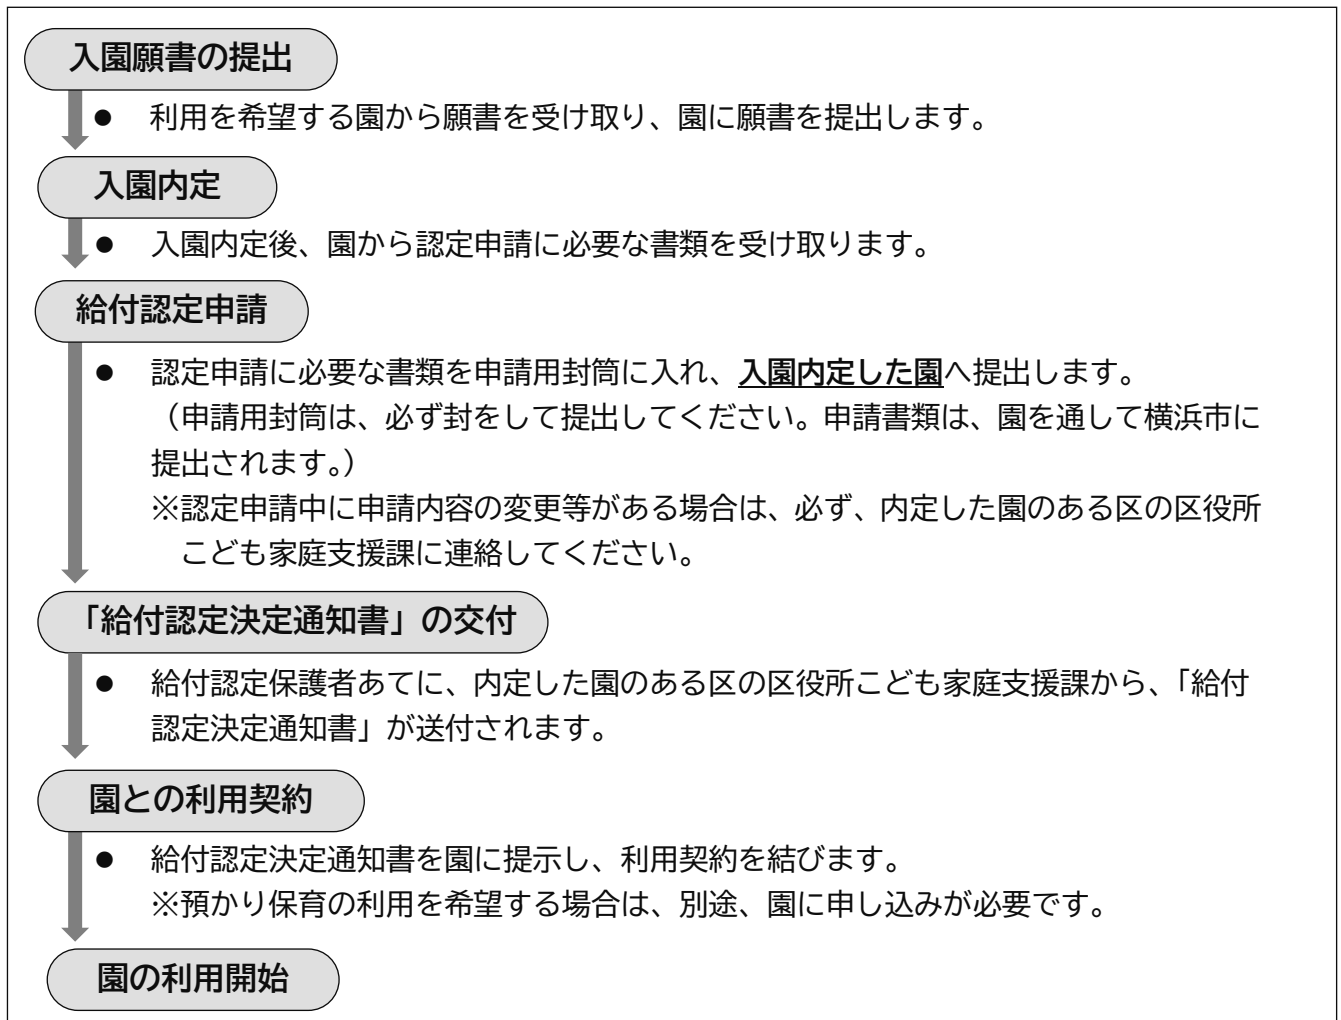 入園願書の提出
● 利用を希望する園から願書を受け取り、園に願書を提出します。
入園内定
● 入園内定後、園から認定申請に必要な書類を受け取ります。
給付認定申請
● 認定申請に必要な書類を申請用封筒に入れ、入園内定した園へ提出します。
（申請用封筒は、必ず封をして提出してください。申請書類は、園を通して横浜市に
提出されます。）
※認定申請中に申請内容の変更等がある場合は、必ず、内定した園のある区の区役所
こども家庭支援課に連絡してください。
「給付認定決定通知書」の交付
● 給付認定保護者あてに、内定した園のある区の区役所こども家庭支援課から、「給付
認定決定通知書」が送付されます。
園との利用契約
● 給付認定決定通知書を園に提示し、利用契約を結びます。
※預かり保育の利用を希望する場合は、別途、園に申し込みが必要です。
園の利用開始